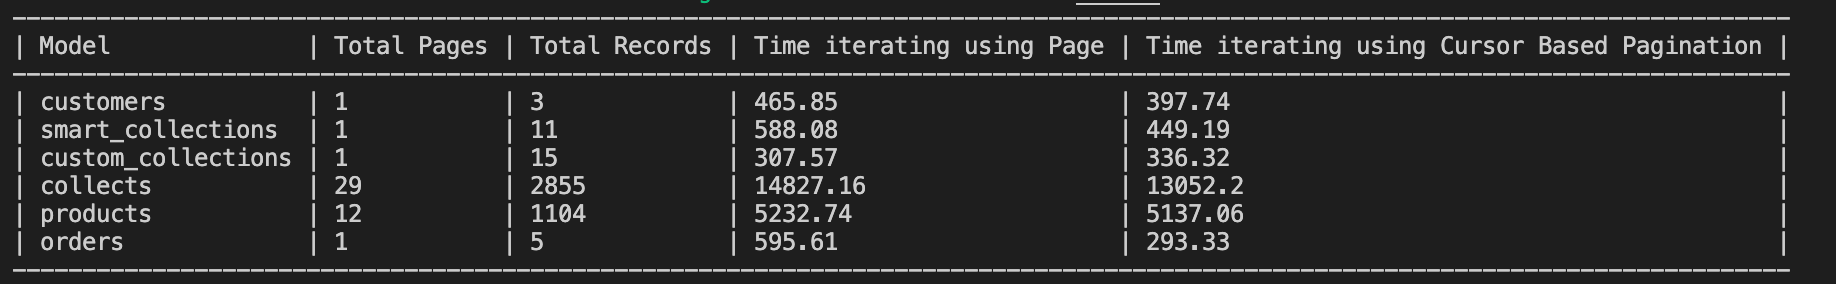 | Model | Total Pages | Total Records | Time iterating using Page | Time iterating using Cursor Based Pagination |
| customers | 1 | 3 | 465.85 | 397.74 |
| smart_collections | 1 | 11 | 588.08 | 449.19 |
| custom_collections | 1 | 15 | 307.57 | 336.32 |
| collects | 29 | 2855 | 14827.16 | 13052.2 |
| products | 12 | 1104 | 5232.74 | 5137.06 |
| orders | 1 | 5 | 595.61 | 293.33 |